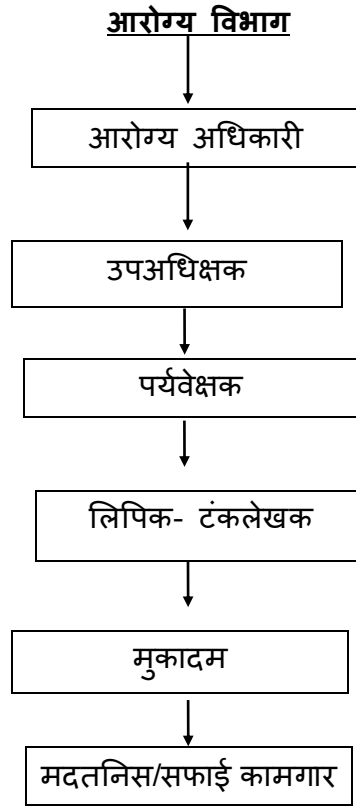 आरोग्य विभाग
आरोग्य अधिकारी
उपअधिक्षक
पर्यवेक्षक
लिपिक- टंकलेखक
मुकादम
मदतनिस/सफाई कामगार